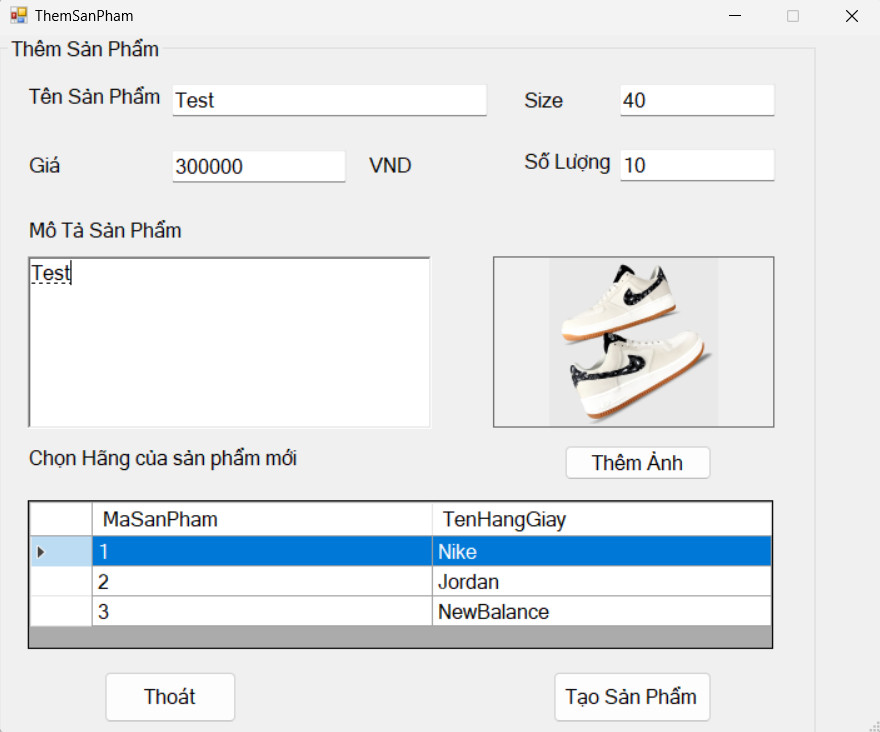 ThemSanPham
Thêm Sản Phẩm
Tên Sản Phẩm Test Size 40
Giá 300000 VND Số Lượng 10
Mô Tả Sản Phẩm
Test
Chọn Hãng của sản phẩm mới
Thêm Ảnh
MaSanPham TenHangGiay
1 Nike
2 Jordan
3 NewBalance
Thoát Tạo Sản Phẩm